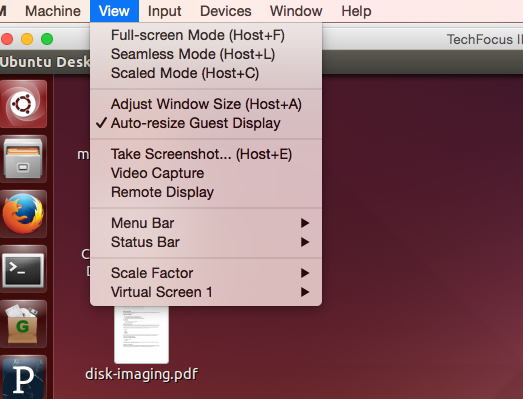 M Machine View Input Devices Window Help
TechFocus
Ubuntu Desk
Full-screen Mode (Host+F)
Seamless Mode (Host+L)
Scaled Mode (Host+C)
Adjust Window Size (Host+A)
✓ Auto-resize Guest Display
Take Screenshot... (Host+E)
Video Capture
Remote Display
Menu Bar
Status Bar
Scale Factor
Virtual Screen 1
m
C
D
disk-imaging.pdf
>_
G
P